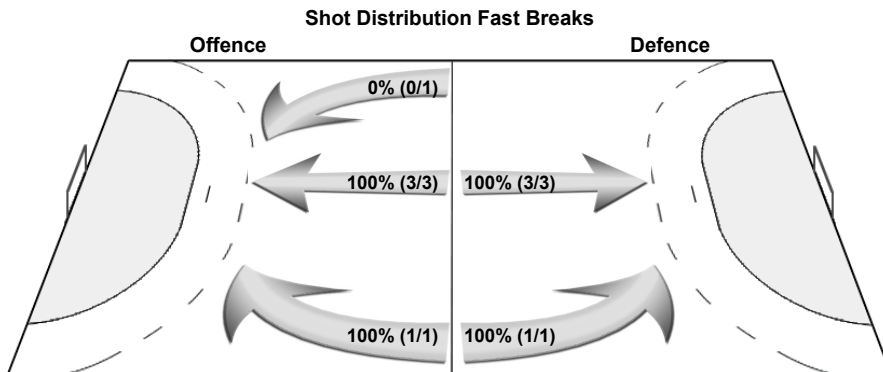 Shot Distribution Fast Breaks
Offence Defence
0% (0/1)
100% (3/3) 100% (3/3)
100% (1/1) 100% (1/1)